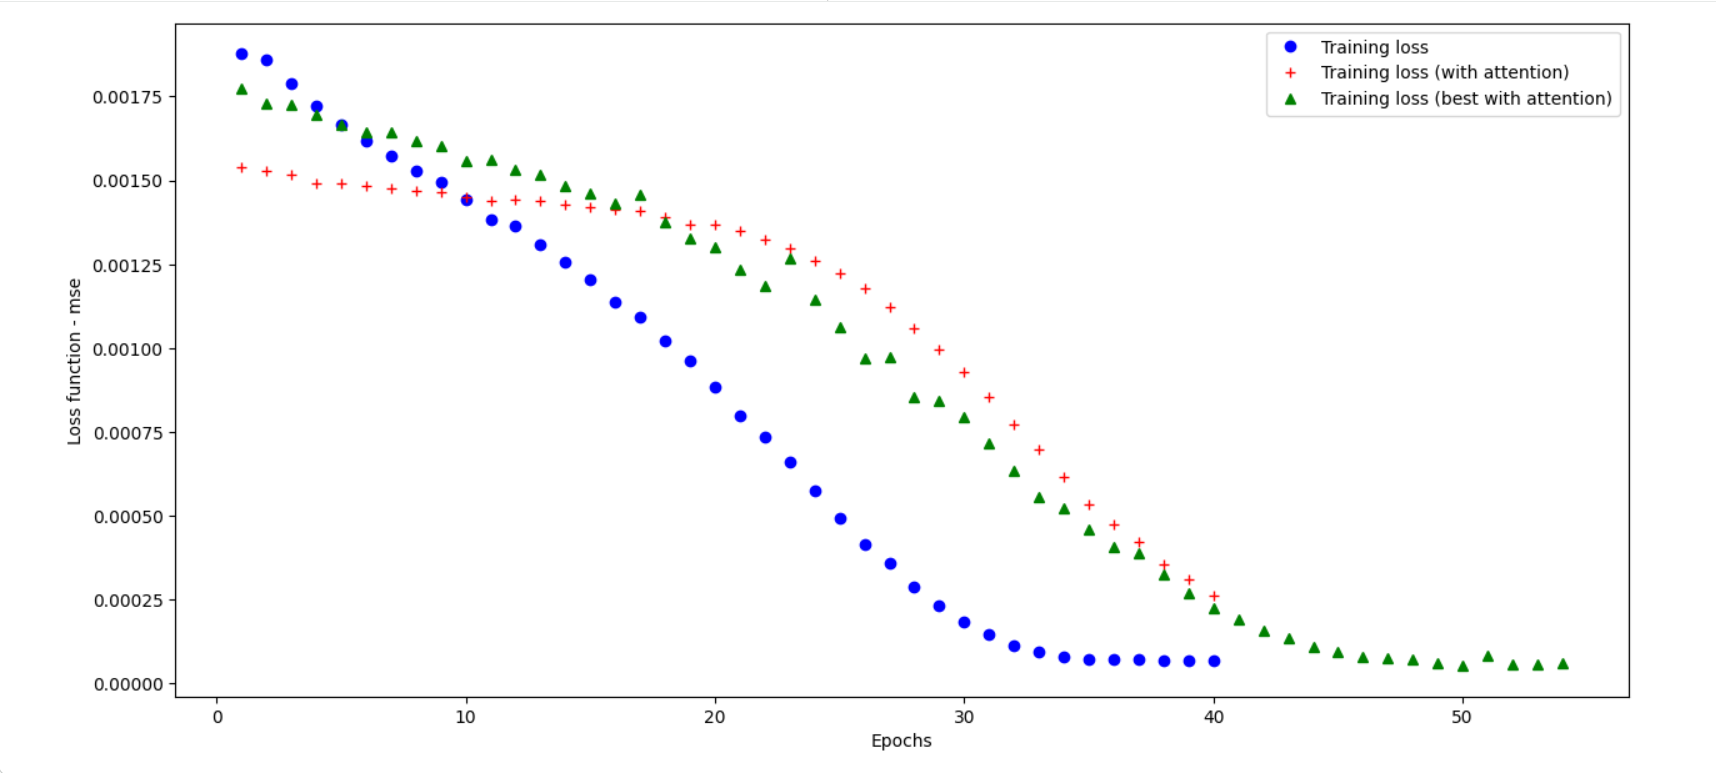 Training loss
Training loss (with attention)
Training loss (best with attention)
0.00175
0.00150
0.00125
0.00100
0.00075
0.00050
0.00025
0.00000
Loss function - mse
0 10 20 30 40 50
Epochs